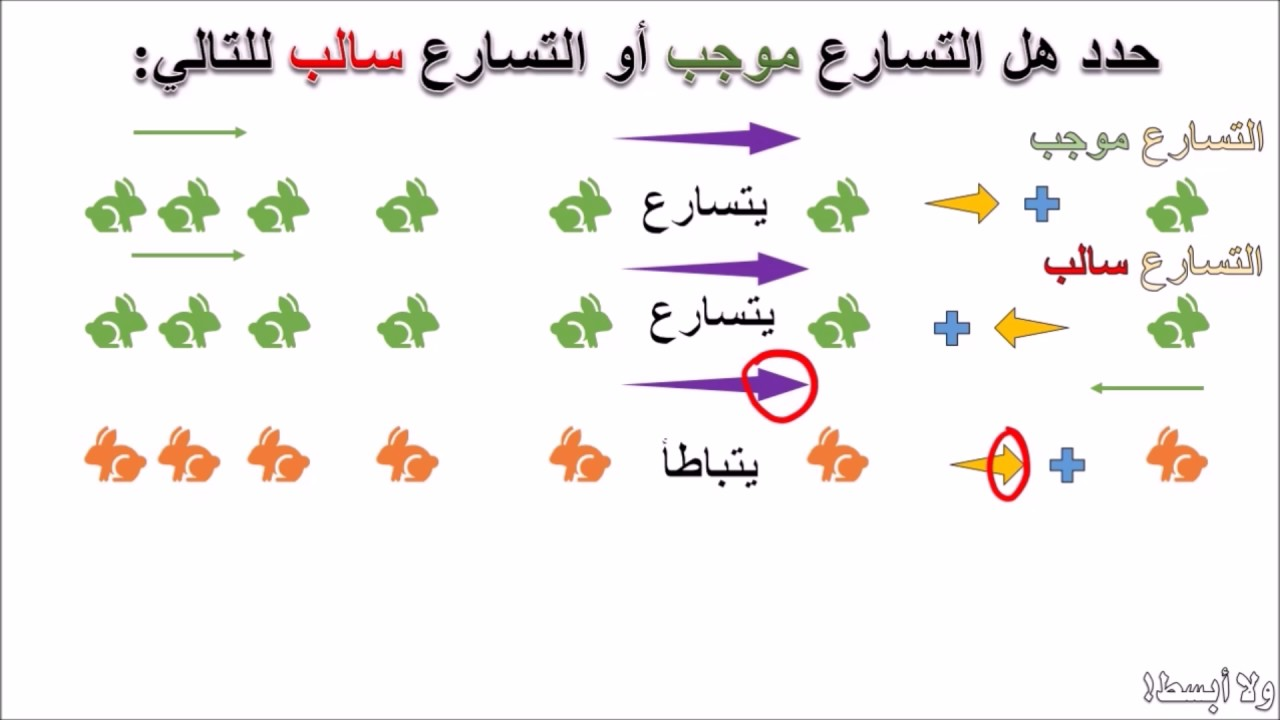 حدد هل التسارع موجب أو التسارع سالب للتالي:
التسارع موجب
يتسارع
التسارع سالب
يتسارع
يتباطأ
ولا أبسط!